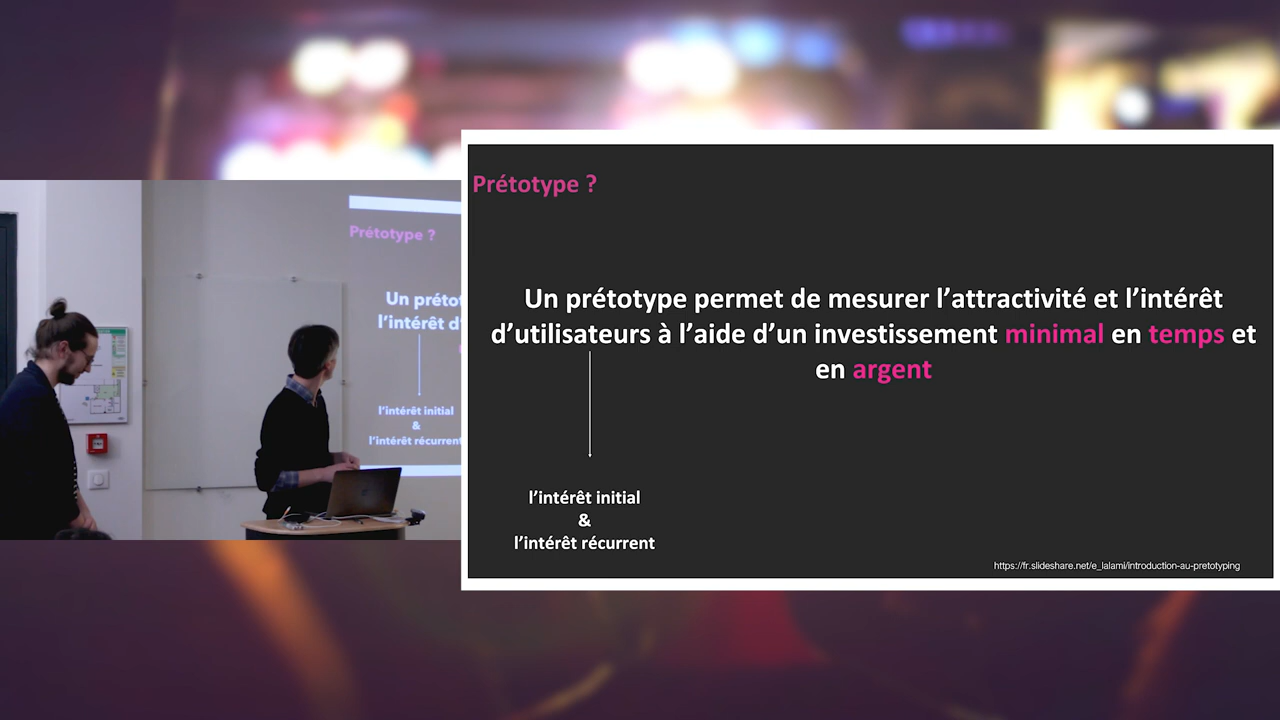 Prétotype ?
Un prétotype permet de mesurer l’attractivité et l’intérêt
d’utilisateurs à l’aide d’un investissement minimal en temps et
en argent
l’intérêt initial
&
l’intérêt récurrent
https://fr.slideshare.net/e_lalami/introduction-au-pretotyping
Prétotype ?
Un préto
l’intérêt d’
l’intérêt initial
&
l’intérêt récurrent